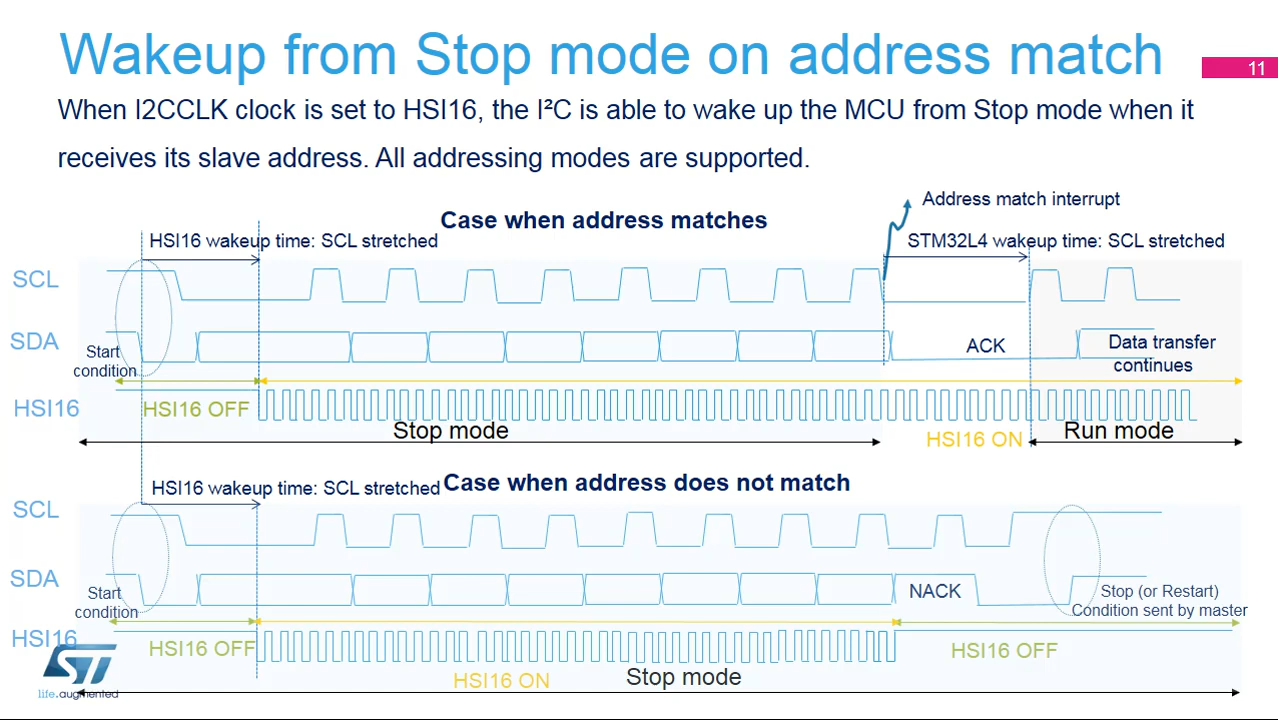 Wakeup from Stop mode on address match
11
When I2CCLK clock is set to HSI16, the I²C is able to wake up the MCU from Stop mode when it
receives its slave address. All addressing modes are supported.
Address match interrupt
Case when address matches
HSI16 wakeup time: SCL stretched
STM32L4 wakeup time: SCL stretched
SCL
SDA
Start
condition
ACK
Data transfer
continues
HSI16
HSI16 OFF
Stop mode
HSI16 ON
Run mode
HSI16 wakeup time: SCL stretched
Case when address does not match
SCL
SDA
Start
condition
NACK
Stop (or Restart)
Condition sent by master
HSI16
HSI16 OFF
HSI16 OFF
HSI16 ON
Stop mode
ST
life.augmented